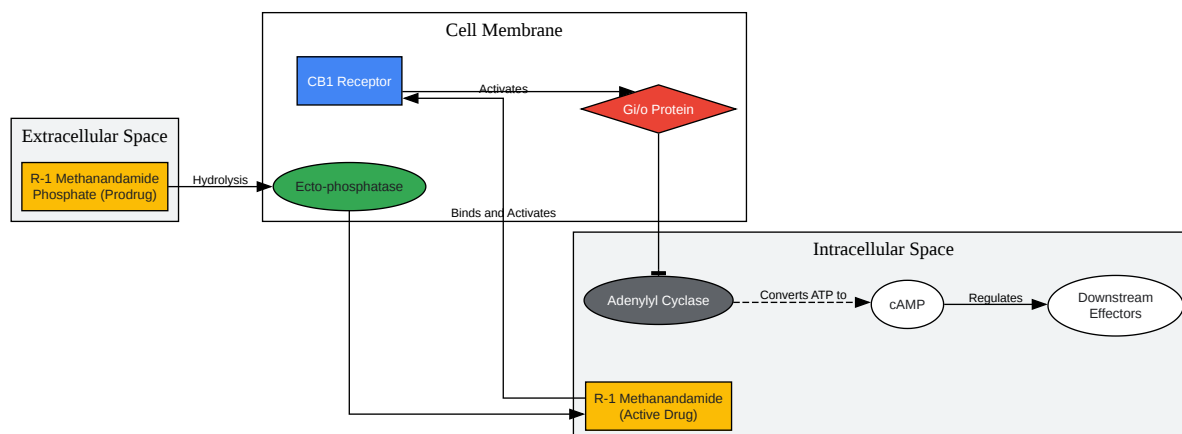 Cell Membrane
CB1 Receptor
Activates
Gi/o Protein
Extracellular Space
R-1 Methanandamide
Phosphate (Prodrug)
Hydrolysis
Ecto-phosphatase
Binds and Activates
Intracellular Space
Adenylyl Cyclase
Converts ATP to
cAMP
Regulates
Downstream
Effectors
R-1 Methanandamide
(Active Drug)